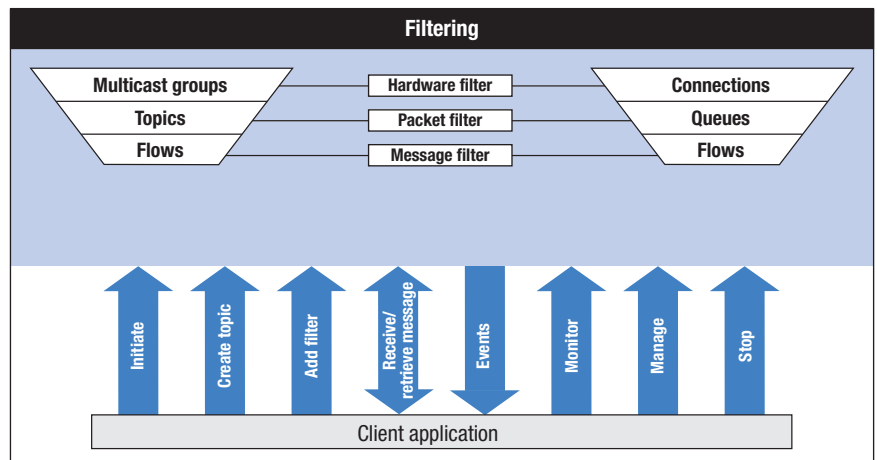 Filtering
Multicast groups
Hardware filter
Connections
Topics
Packet filter
Queues
Flows
Message filter
Flows
Initiate
Create topic
Add filter
Receive/
retrieve message
Events
Monitor
Manage
Stop
Client application